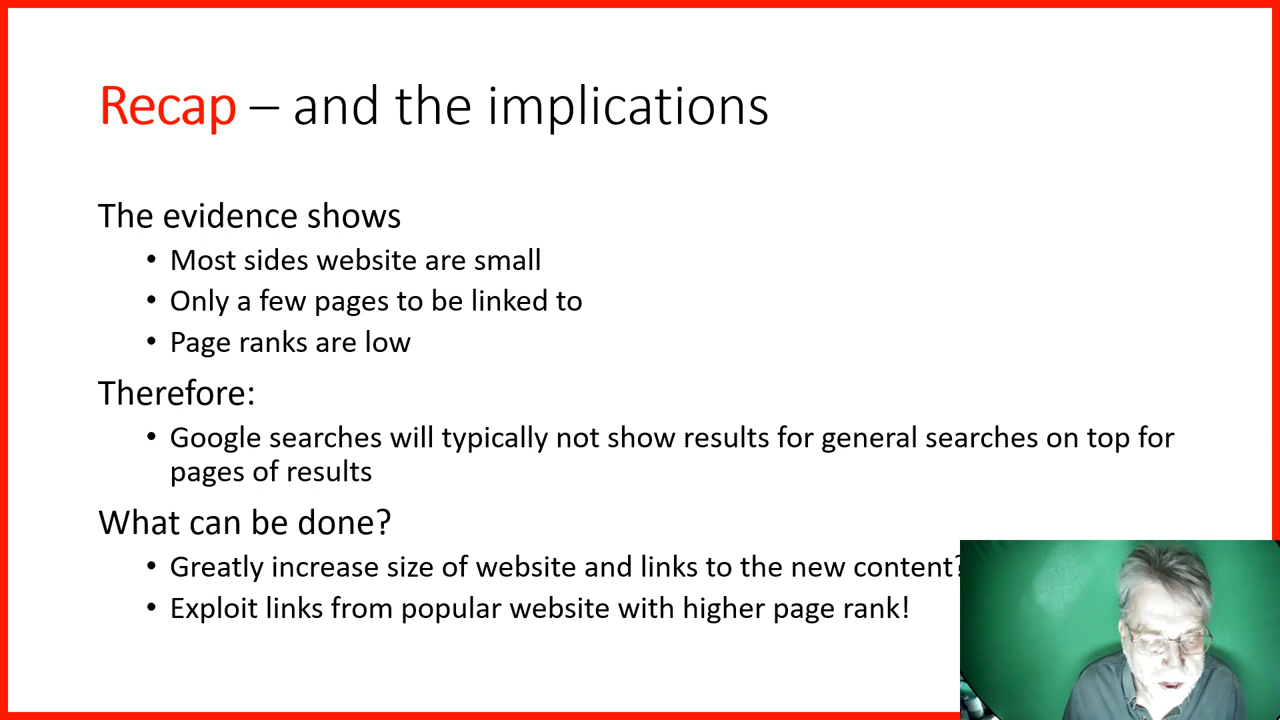 Recap – and the implications
The evidence shows
• Most sides website are small
• Only a few pages to be linked to
• Page ranks are low
Therefore:
• Google searches will typically not show results for general searches on top for
pages of results
What can be done?
• Greatly increase size of website and links to the new content?
• Exploit links from popular website with higher page rank!